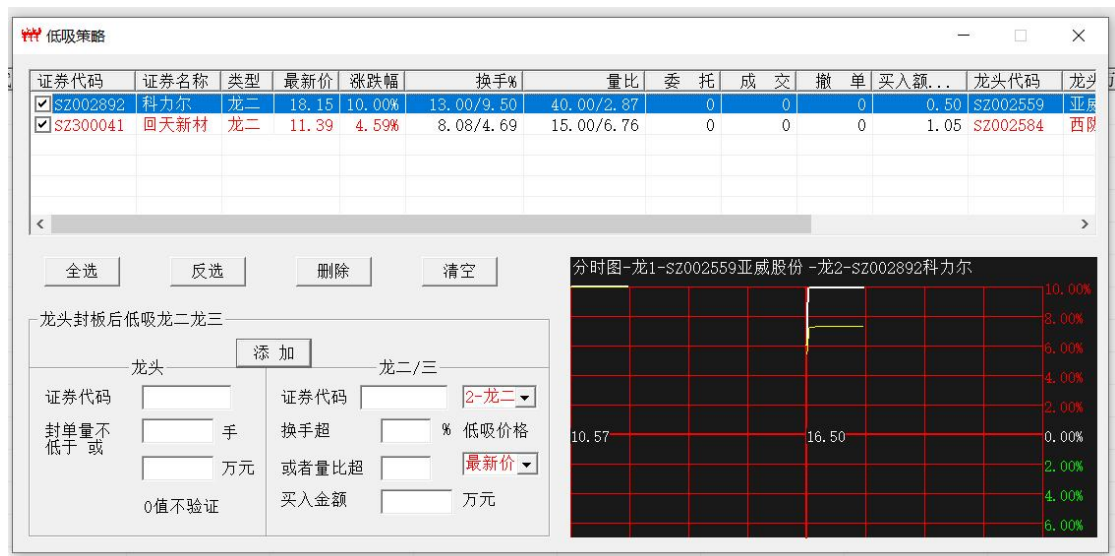 低吸策略
证券代码 证券名称 类型 最新价 涨跌幅 换手% 量比 委 托 成 交 撤 单 买入额... 龙头代码
SZ002892 科力尔 龙二 18.15 10.00% 13.00/9.50 40.00/2.87 0 0 0 0.50 SZ002559 亚
SZ300041 回天新材 龙二 11.39 4.59% 8.08/4.69 15.00/6.76 0 0 0 1.05 SZ002584 西
全选 反选 删除 清空
分时图-龙1-SZ002559亚威股份 -龙2-SZ002892科力尔
10.00%
8.00%
6.00%
4.00%
2.00%
10.57 16.50 0.00%
2.00%
4.00%
6.00%
龙头封板后低吸龙二龙三
添 加
龙头 龙二/三
证券代码 证券代码 2-龙二
封单量不 手 换手超 % 低吸价格
低于 或
万元 或者量比超 最新价
0值不验证 买入金额 万元